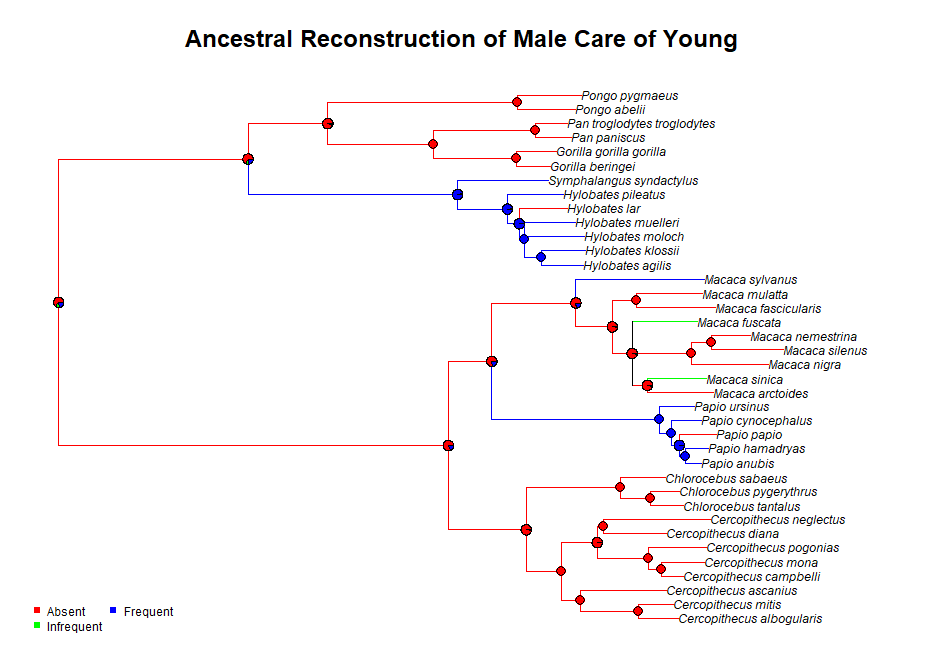 Ancestral Reconstruction of Male Care of Young
Pongo pygmaeus
Pongo abelii
Pan troglodytes troglodytes
Pan paniscus
Gorilla gorilla gorilla
Gorilla beringei
Symphalangus syndactylus
Hylobates pileatus
Hylobates lar
Hylobates muelleri
Hylobates moloch
Hylobates klossii
Hylobates agilis
Macaca sylvanus
Macaca mulatta
Macaca fascicularis
Macaca fuscata
Macaca nemestrina
Macaca silenus
Macaca nigra
Macaca sinica
Macaca arctoides
Papio ursinus
Papio cynocephalus
Papio papio
Papio hamadryas
Papio anubis
Chlorocebus sabaeus
Chlorocebus pygerythrus
Chlorocebus tantalus
Cercopithecus neglectus
Cercopithecus diana
Cercopithecus pogonias
Cercopithecus mona
Cercopithecus campbelli
Cercopithecus ascanius
Cercopithecus mitis
Cercopithecus albogularis
Absent Frequent
Infrequent